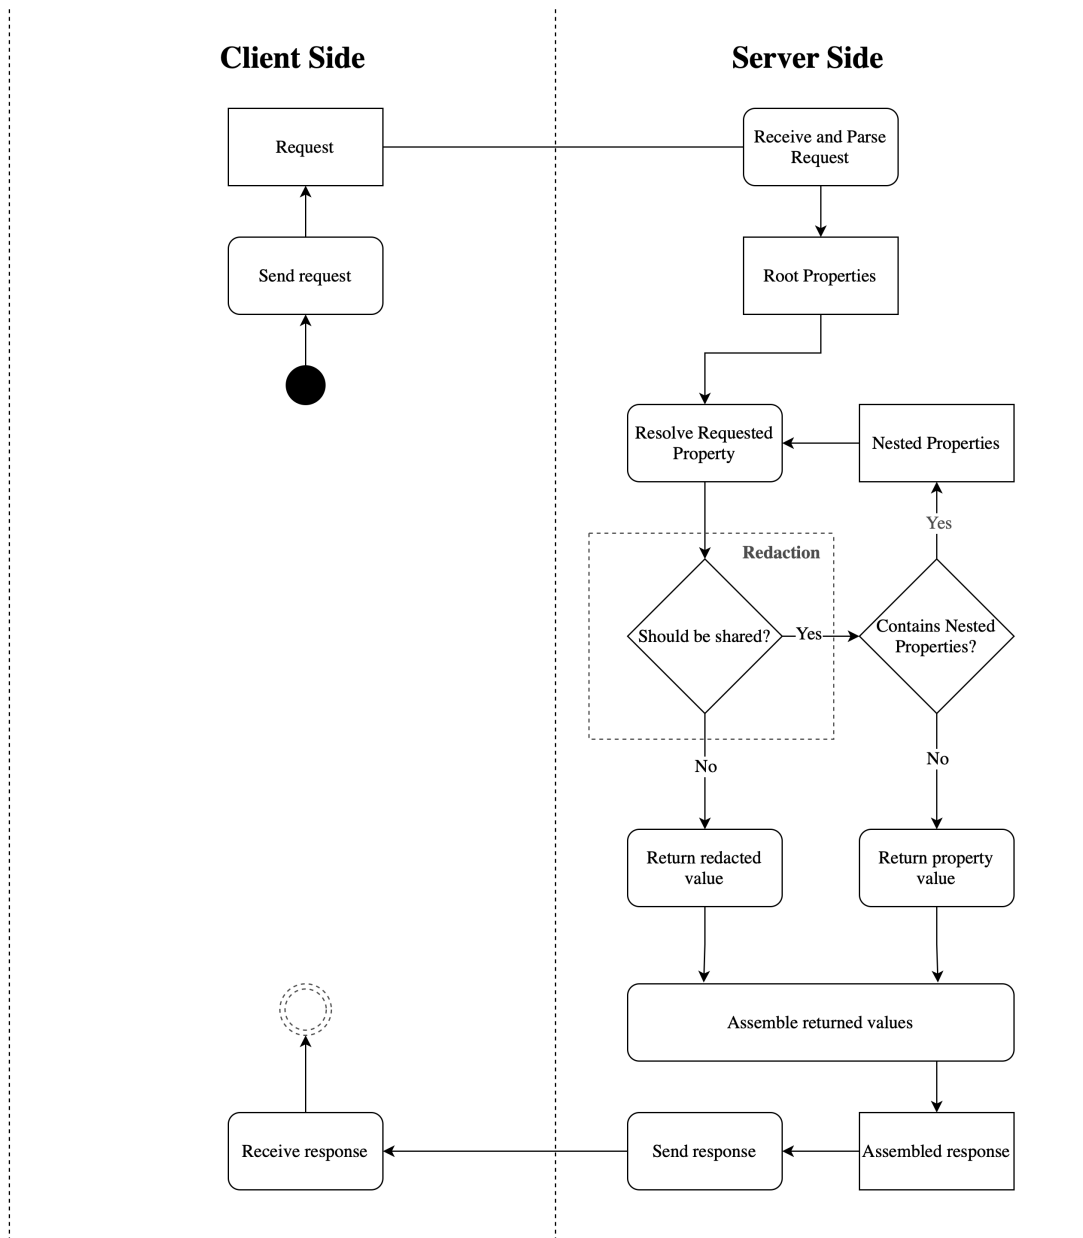 Client Side
Server Side
Request
Receive and Parse
Request
Send request
Root Properties
Resolve Requested
Property
Nested Properties
Yes
Redaction
Should be shared?
Yes
Contains Nested
Properties?
No
No
Return redacted
value
Return property
value
Assemble returned values
Receive response
Send response
Assembled response